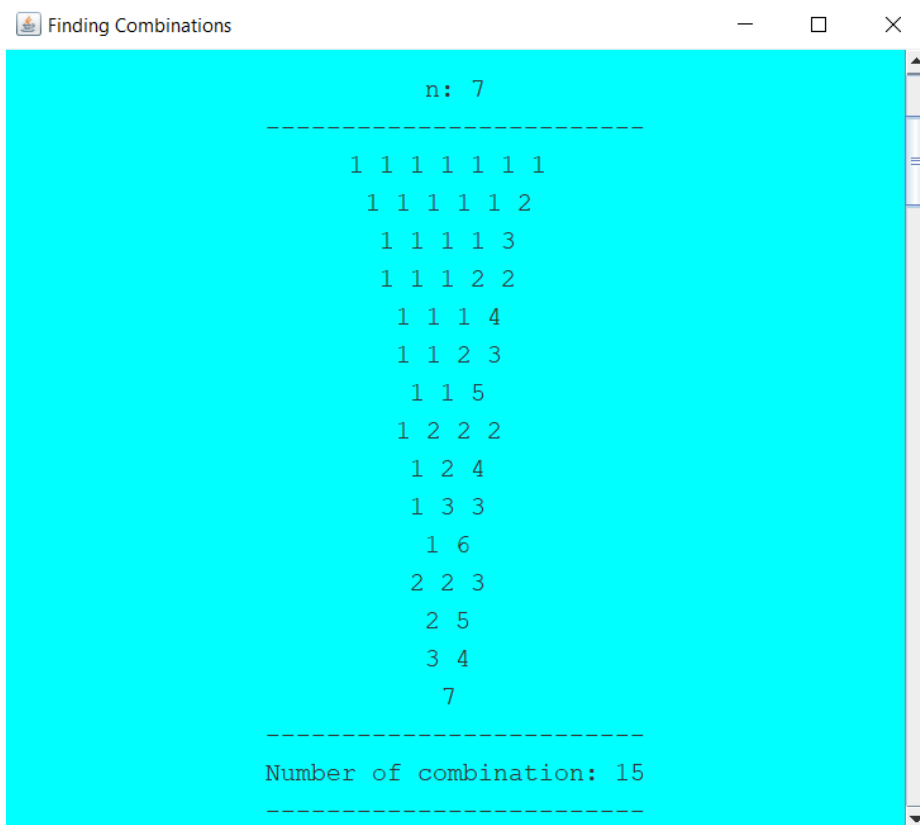 Finding Combinations
n: 7
-------------------------
1 1 1 1 1 1 1
1 1 1 1 1 2
1 1 1 1 3
1 1 1 2 2
1 1 1 4
1 1 2 3
1 1 5
1 2 2 2
1 2 4
1 3 3
1 6
2 2 3
2 5
3 4
7
-------------------------
Number of combination: 15
-------------------------